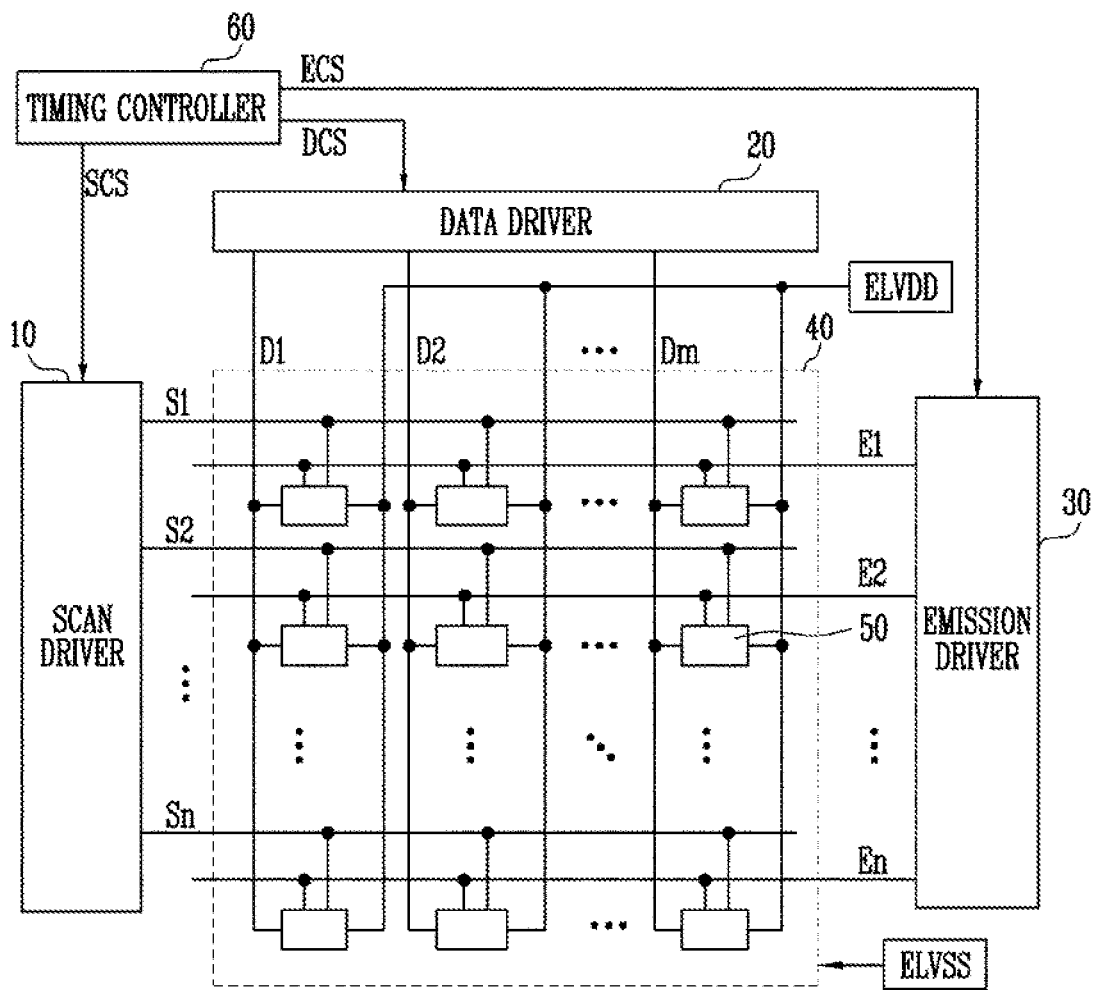 60
ECS
TIMING CONTROLLER
DCS
SCS
20
DATA DRIVER
ELVDD
10
D1
D2
Dm
40
S1
E1
S2
30
E2
SCAN
DRIVER
50
EMISSION
DRIVER
Sn
En
ELVSS